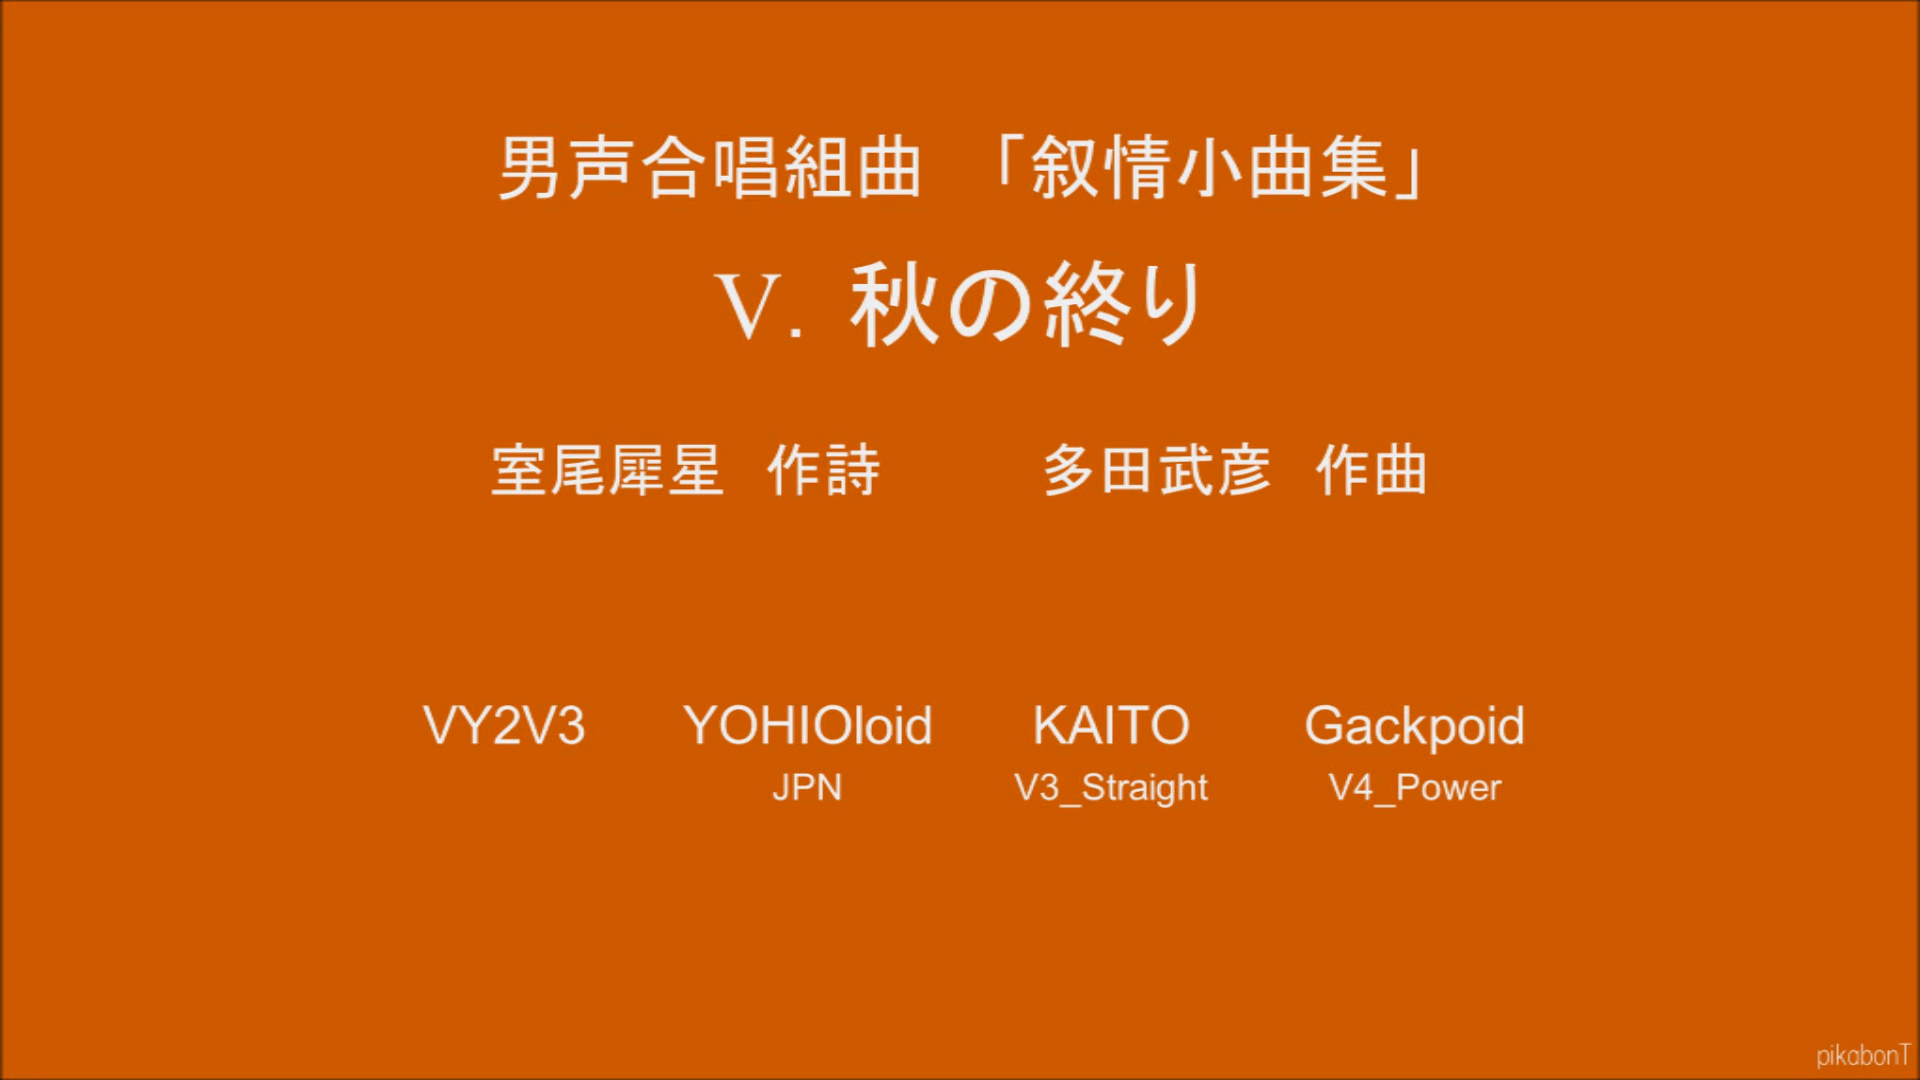 男声合唱組曲　「叙情小曲集」
V. 秋の終り
室尾犀星　作詩　　多田武彦　作曲
VY2V3 YOHIOloid KAITO Gackpoid
JPN V3_Straight V4_Power
pikabonT